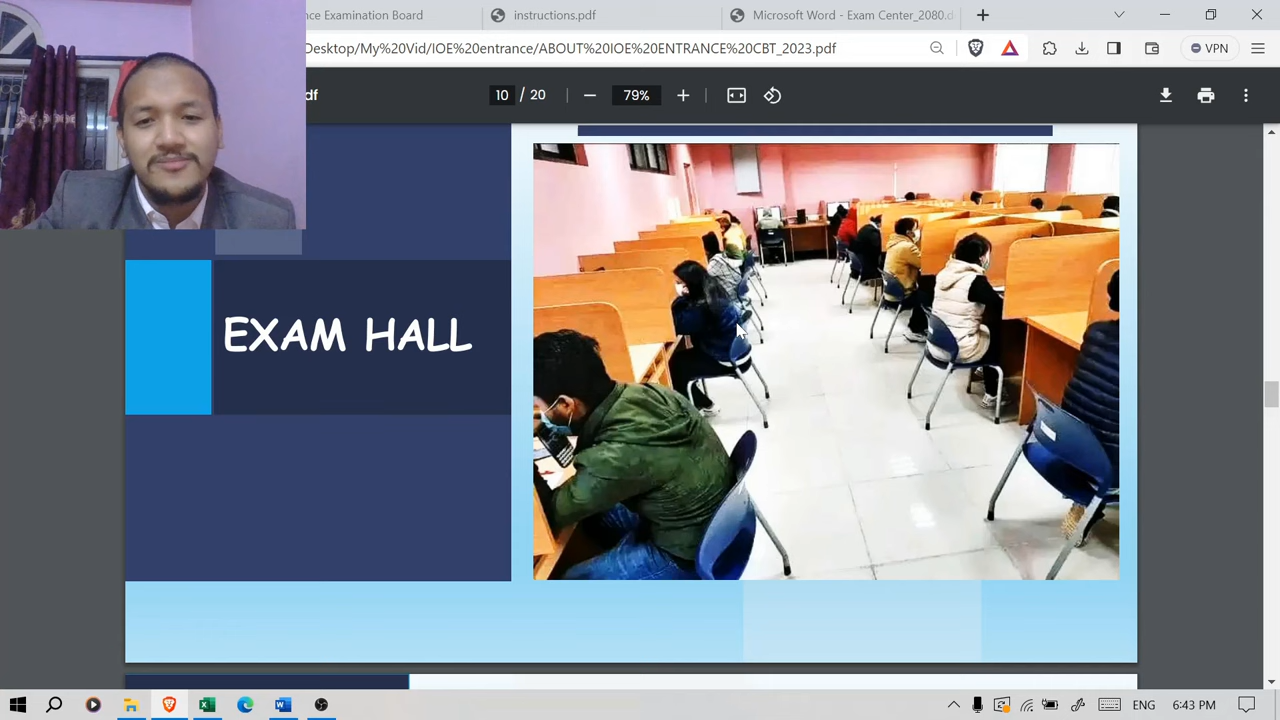 nce Examination Board
instructions.pdf
Microsoft Word - Exam Center_2080.d
Desktop/My%20Vid/IOE%20entrance/ABOUT%20IOE%20ENTRANCE%20CBT_2023.pdf
VPN
df
10 / 20
79%
EXAM HALL
ENG
6:43 PM